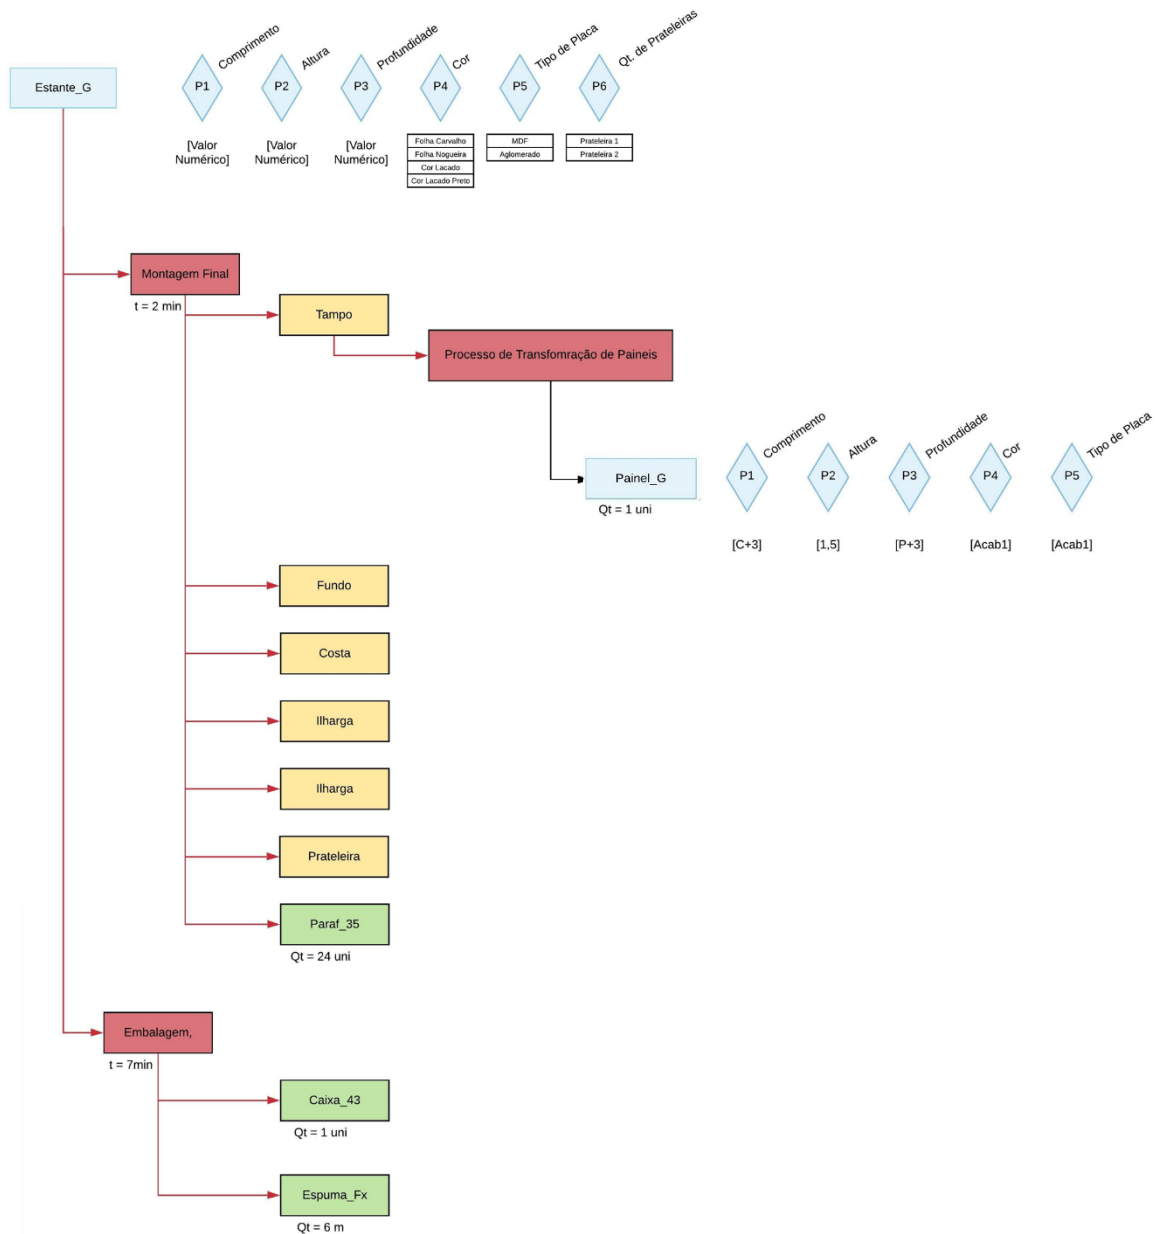 Estante_G
P1
Comprimento
P2
Altura
P3
Profundidade
P4
Cor
P5
Tipo de Placa
P6
Qt. de Prateleiras
[Valor
Numérico]
[Valor
Numérico]
[Valor
Numérico]
Folha Carvalho
Folha Nogueira
Cor Lacado
Cor Lacado Preto
MDF
Aglomerado
Prateleira 1
Prateleira 2
Montagem Final
t = 2 min
Tampo
Processo de Transfomração de Paineis
Painel_G
Qt = 1 uni
P1
Comprimento
P2
Altura
P3
Profundidade
P4
Cor
P5
Tipo de Placa
[C+3]
[1,5]
[P+3]
[Acab1]
[Acab1]
Fundo
Costa
Ilharga
Ilharga
Prateleira
Paraf_35
Qt = 24 uni
Embalagem,
t = 7min
Caixa_43
Qt = 1 uni
Espuma_Fx
Qt = 6 m